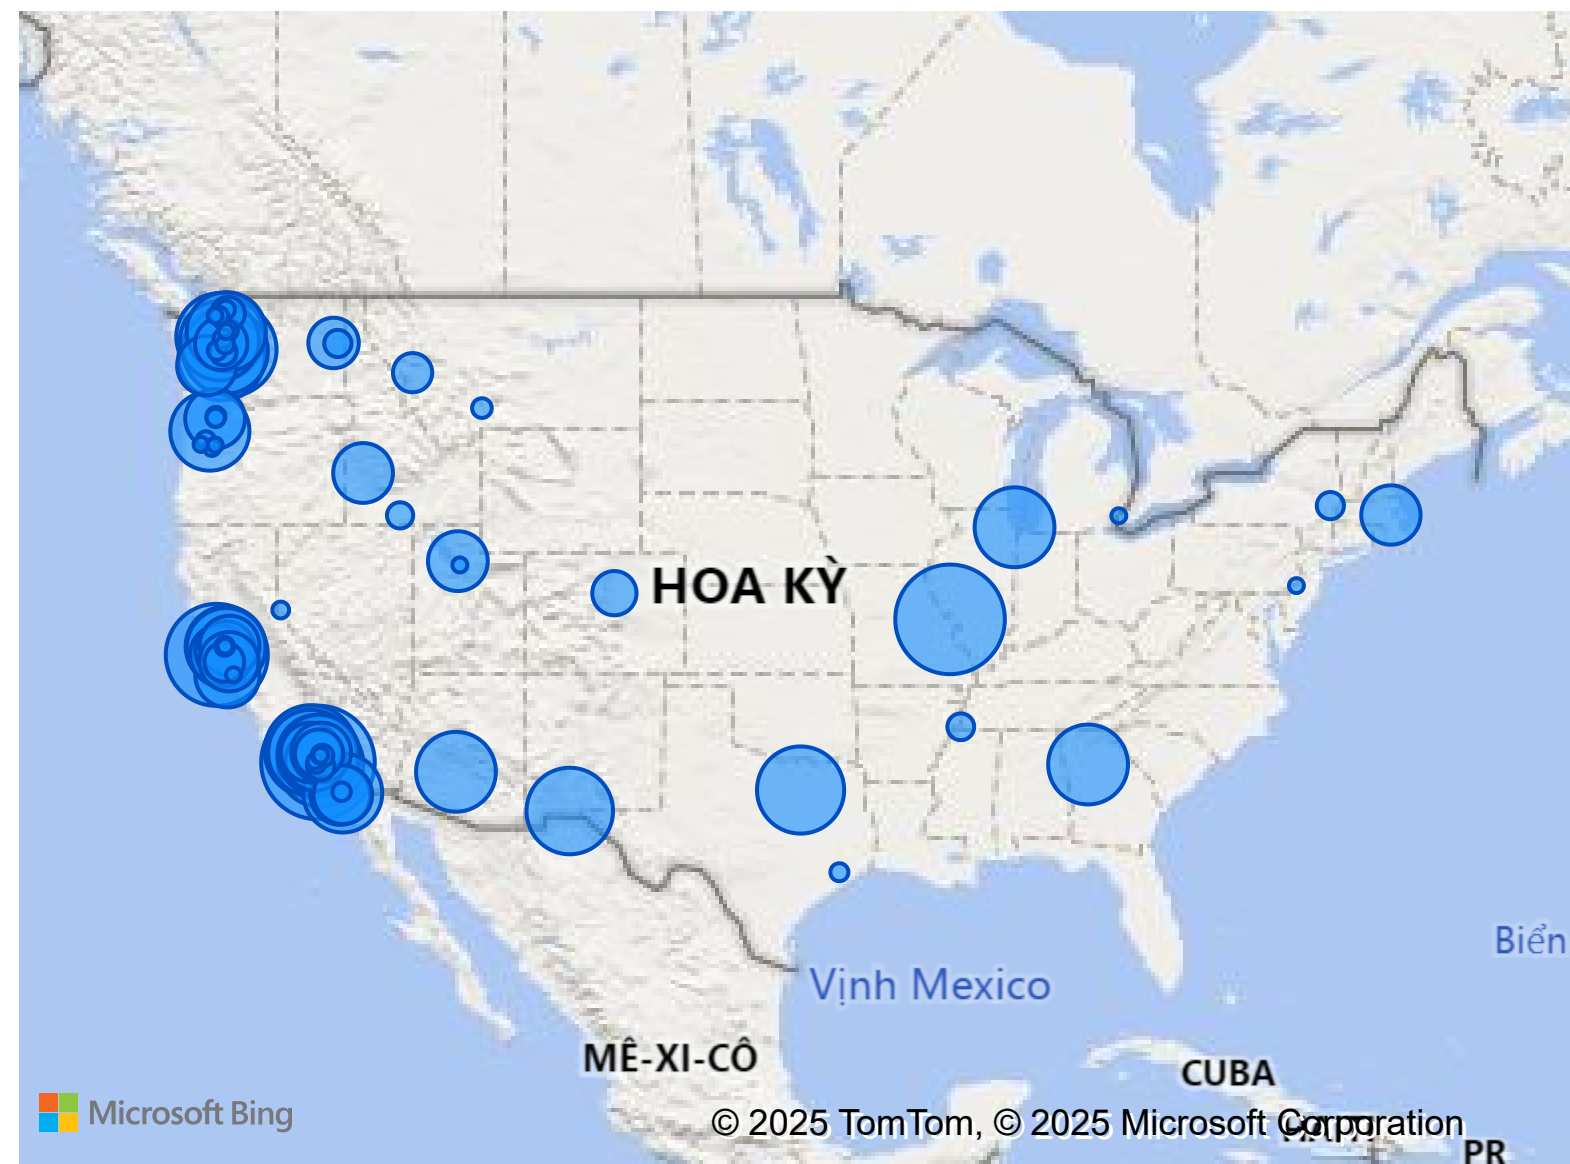 HOA KỲ
Biển
Vịnh Mexico
MÊ-XI-CÔ
CUBA
Microsoft Bing
© 2025 TomTom, © 2025 Microsoft Corporation
PR